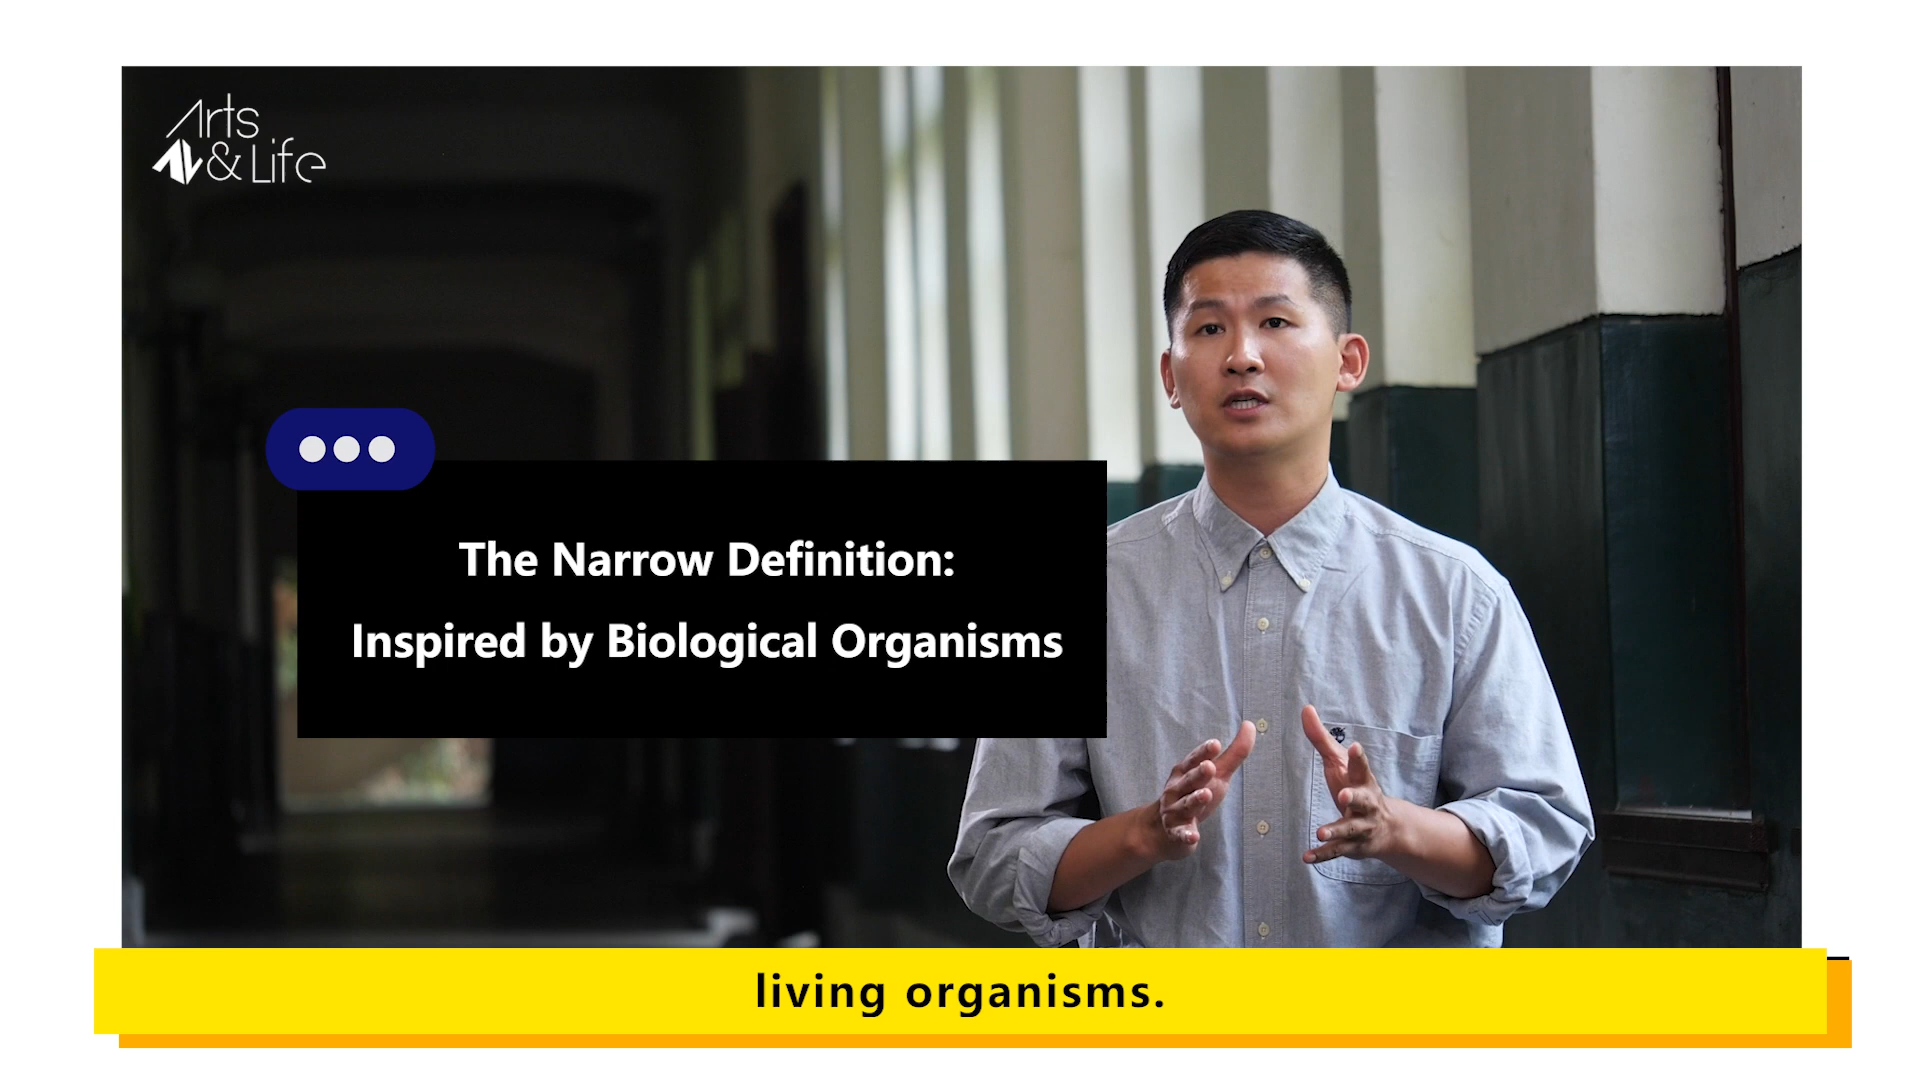 Arts
& Life
The Narrow Definition:
Inspired by Biological Organisms
living organisms.